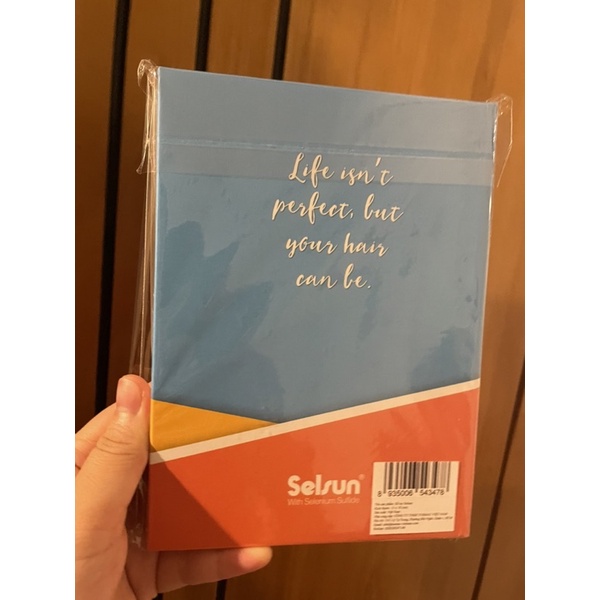 Life isn't
perfect, but
your hair
can be.
Selsun®
With Selenium Sulfide
8 935006 543478